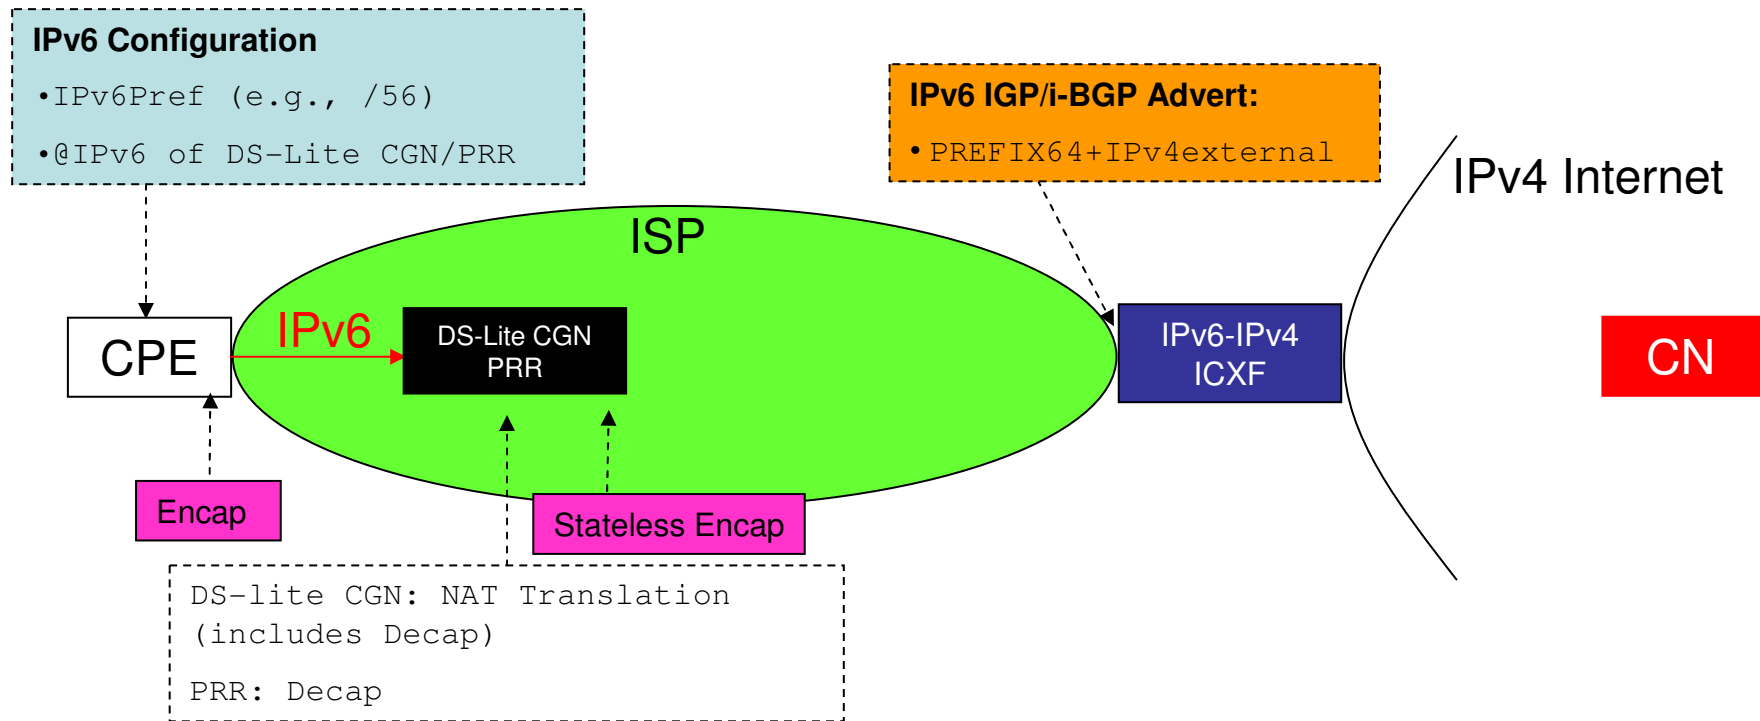 IPv6 Configuration
•IPv6Pref (e.g., /56)
•@IPv6 of DS-Lite CGN/PRR
IPv6 IGP/i-BGP Advert:
• PREFIX64+IPv4external
IPv4 Internet
ISP
CPE
IPv6
DS-Lite CGN
PRR
IPv6-IPv4
ICXF
CN
Encap
Stateless Encap
DS-lite CGN: NAT Translation
(includes Decap)
PRR: Decap